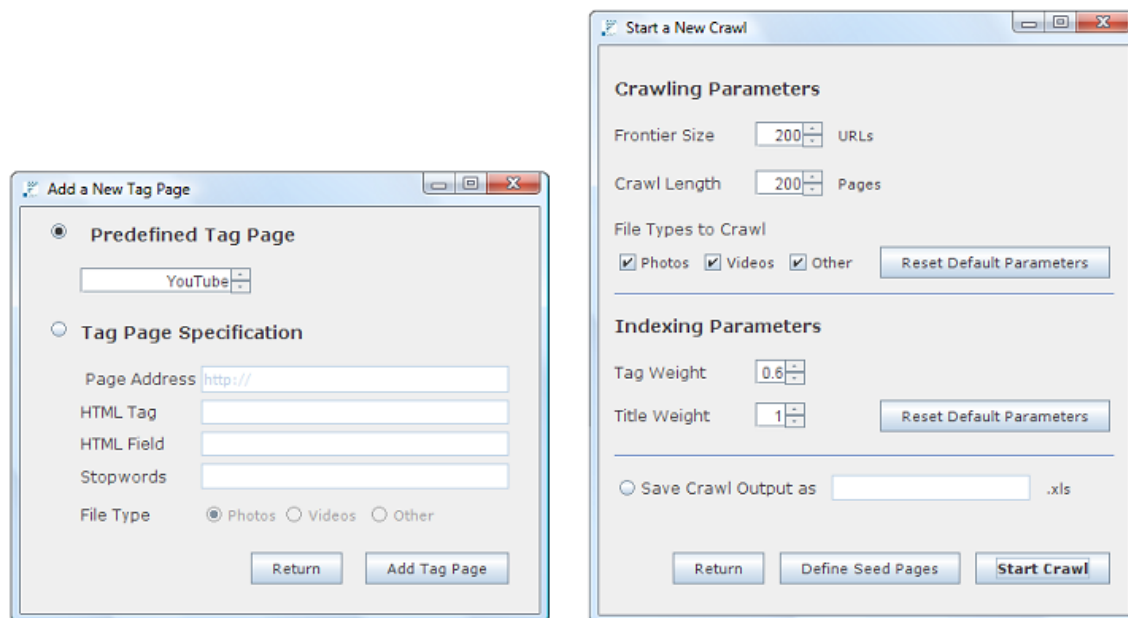 Add a New Tag Page
Predefined Tag Page
YouTube
Tag Page Specification
Page Address http://
HTML Tag
HTML Field
Stopwords
File Type Photos Videos Other
Return Add Tag Page
Start a New Crawl
Crawling Parameters
Frontier Size 200 URLs
Crawl Length 200 Pages
File Types to Crawl
Photos Videos Other Reset Default Parameters
Indexing Parameters
Tag Weight 0.6
Title Weight 1 Reset Default Parameters
Save Crawl Output as .xls
Return Define Seed Pages Start Crawl